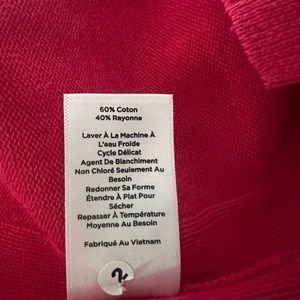 60% Coton
40% Rayonne
Laver À La Machine À
L'eau Froide
Cycle Délicat
Agent De Blanchiment
Non Chloré Seulement Au
Besoin
Redonner Sa Forme
Étendre À Plat Pour
Sécher
Repasser À Température
Moyenne Au Besoin
Fabriqué Au Vietnam
2